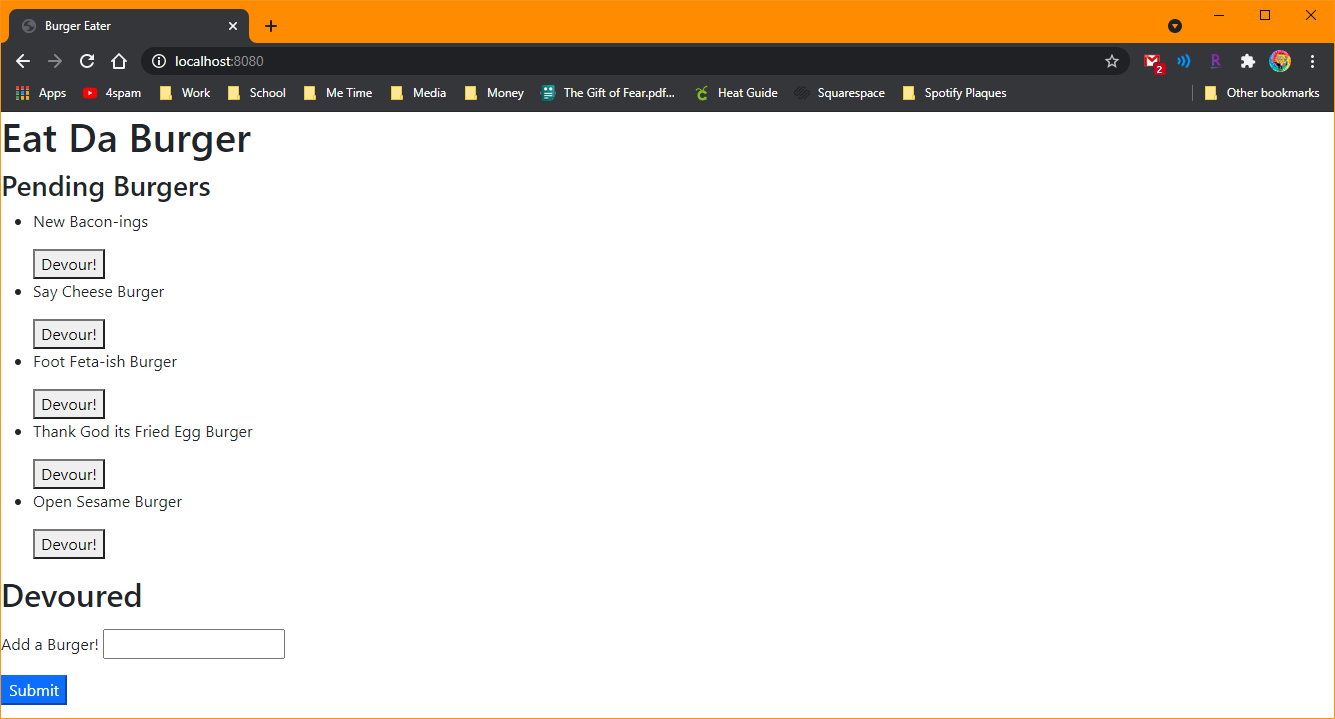 Burger Eater
localhost:8080
2
R
Apps 4spam Work School Me Time Media Money The Gift of Fear.pdf... Heat Guide Squarespace Spotify Plaques Other bookmarks
Eat Da Burger
Pending Burgers
New Bacon-ings
Devour!
Say Cheese Burger
Devour!
Foot Feta-ish Burger
Devour!
Thank God its Fried Egg Burger
Devour!
Open Sesame Burger
Devour!
Devoured
Add a Burger!
Submit